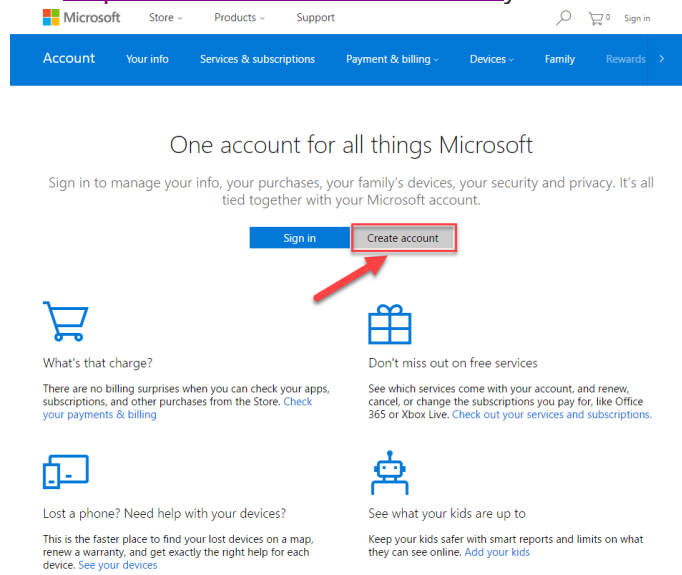 Microsoft Store Products Support 0 Sign in
Account Your info Services & subscriptions Payment & billing Devices Family Rewards
One account for all things Microsoft
Sign in to manage your info, your purchases, your family's devices, your security and privacy. It's all
tied together with your Microsoft account.
Sign in Create account
What's that charge?
There are no billing surprises when you can check your apps,
subscriptions, and other purchases from the Store. Check
your payments & billing
Don't miss out on free services
See which services come with your account, and renew,
cancel, or change the subscriptions you pay for, like Office
365 or Xbox Live. Check out your services and subscriptions.
Lost a phone? Need help with your devices?
This is the faster place to find your lost devices on a map,
renew a warranty, and get exactly the right help for each
device. See your devices
See what your kids are up to
Keep your kids safer with smart reports and limits on what
they can see online. Add your kids